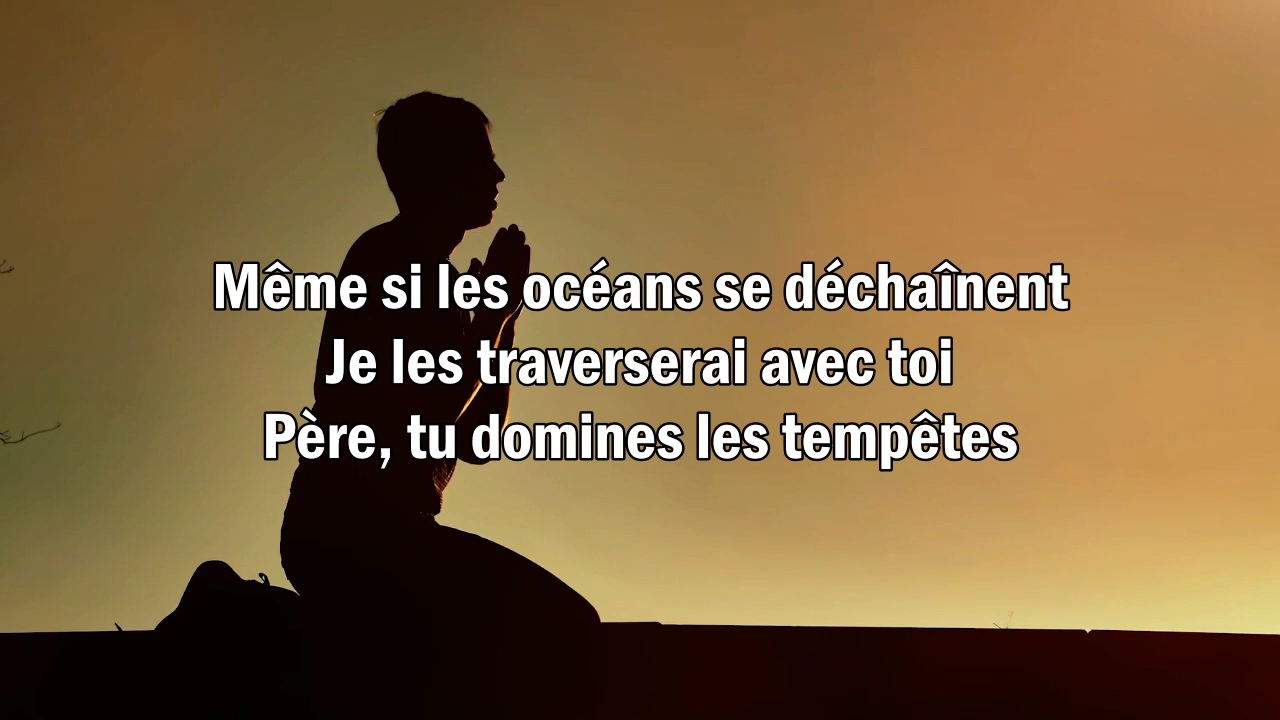 Même si les océans se déchaînent
Je les traverserai avec toi
Père, tu domines les tempêtes